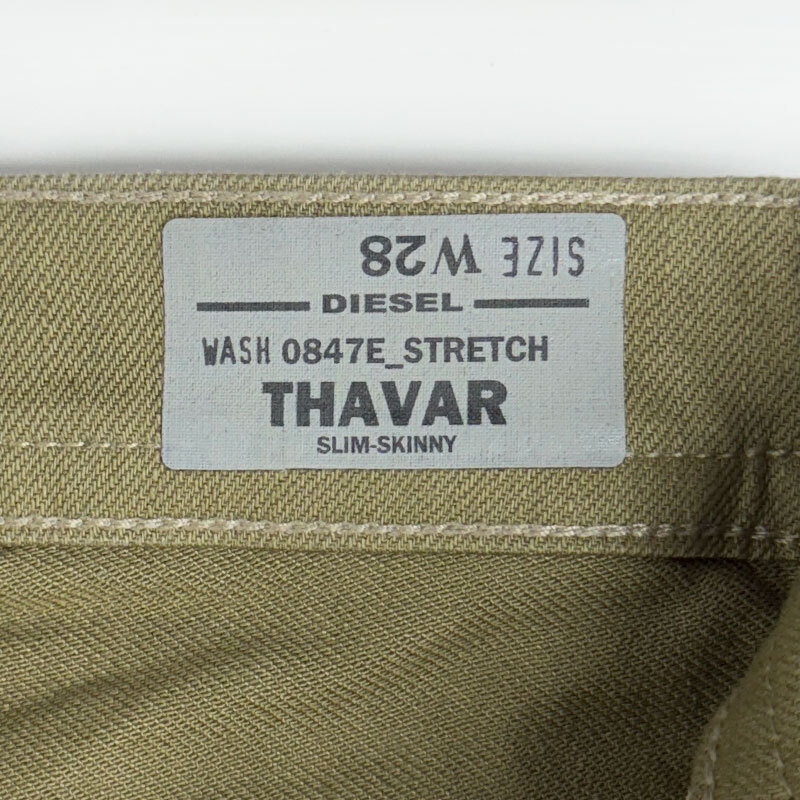 SIZE W28
DIESEL
WASH 0847E_STRETCH
THAVAR
SLIM-SKINNY